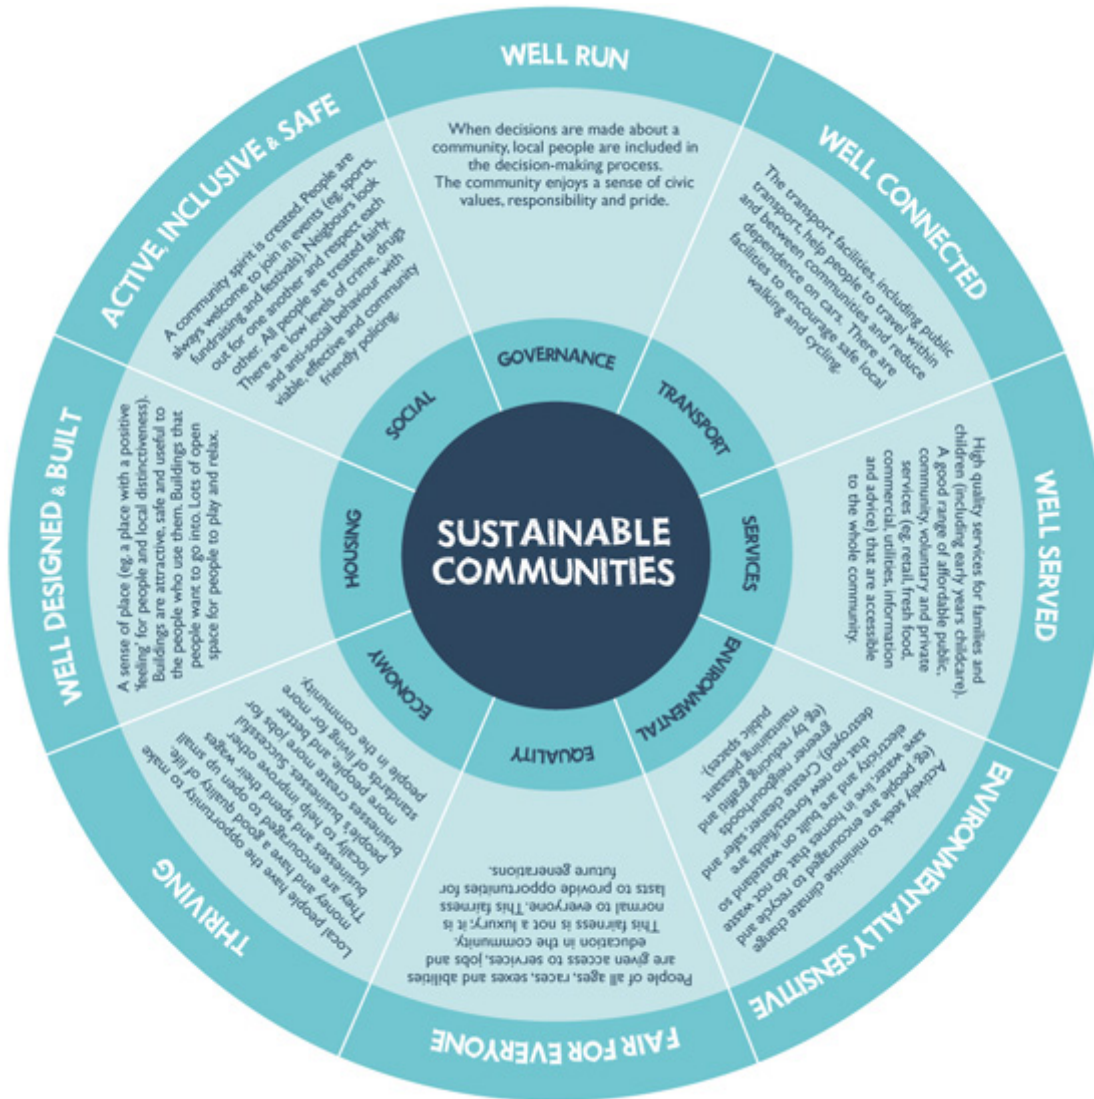 SUSTAINABLE
COMMUNITIES
WELL RUN
When decisions are made about a
community, local people are included in
the decision-making process.
The community enjoys a sense of civic
values, responsibility and pride.
GOVERNANCE
WELL CONNECTED
The transport facilities, including public
transport, help people to travel within
and between communities and reduce
dependence on cars. There are
facilities to encourage safe local
walking and cycling.
TRANSPORT
WELL SERVED
High quality services for families and
children (including early years childcare).
A good range of affordable public,
community, voluntary and private
services (eg. retail, fresh food,
commercial, utilities, information
and advice) that are accessible
to the whole community.
SERVICES
ENVIRONMENTALLY SENSITIVE
Actively seek to minimise climate change
(eg. people are encouraged to recycle and
save water, live in homes that do not waste
electricity and are built on wasteland so
that no new forests/fields are
destroyed). Create cleaner, safer and
greener neighbourhoods
(eg. by reducing graffiti and
maintaining pleasant
public spaces).
ENVIRONMENTAL
FAIR FOR EVERYONE
People of all ages, races, sexes and abilities
are given access to services, jobs and
education in the community.
This fairness is not a luxury; it is
normal to everyone. This fairness
lasts to provide opportunities for
future generations.
EQUALITY
THRIVING
Local people have the opportunity to make
money and have a good quality of life.
They are encouraged to open up small
businesses and spend their wages
locally to help improve other
people's businesses. Successful
businesses create more jobs for
more people, and better
standards of living for more
people in the community.
ECONOMY
WELL DESIGNED & BUILT
A sense of place (eg. a place with a positive
'feeling' for people and local distinctiveness).
Buildings are attractive, safe and useful to
the people who use them. Buildings that
people want to go into. Lots of open
space for people to play and relax.
HOUSING
ACTIVE, INCLUSIVE & SAFE
A community spirit is created. People are
always welcome to join in events (eg. sports,
fundraising and festivals). Neigbours look
out for one another and respect each
other. All people are treated fairly.
There are low levels of crime, drugs
and anti-social behaviour with
viable, effective and community
friendly policing.
SOCIAL